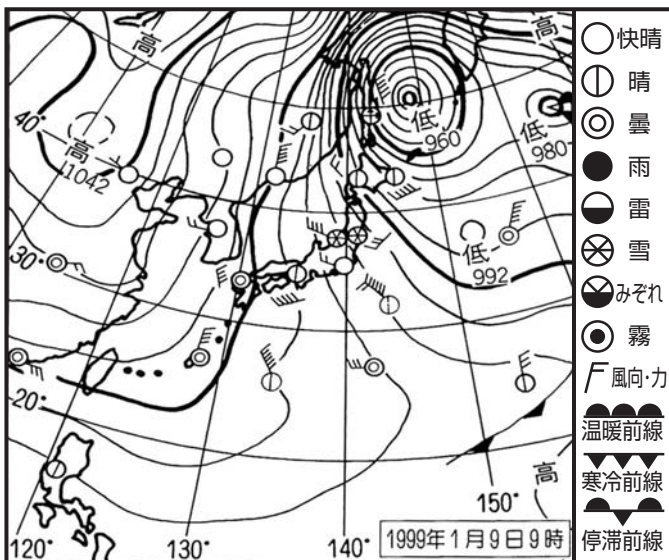 高
高
低
960
低
980
40°
高
1042
低
992
30°
20°
高
150°
120°
130°
140°
1999年1月9日9時
快晴
晴
曇
雨
雷
雪
みぞれ
霧
風向・力
温暖前線
寒冷前線
停滞前線